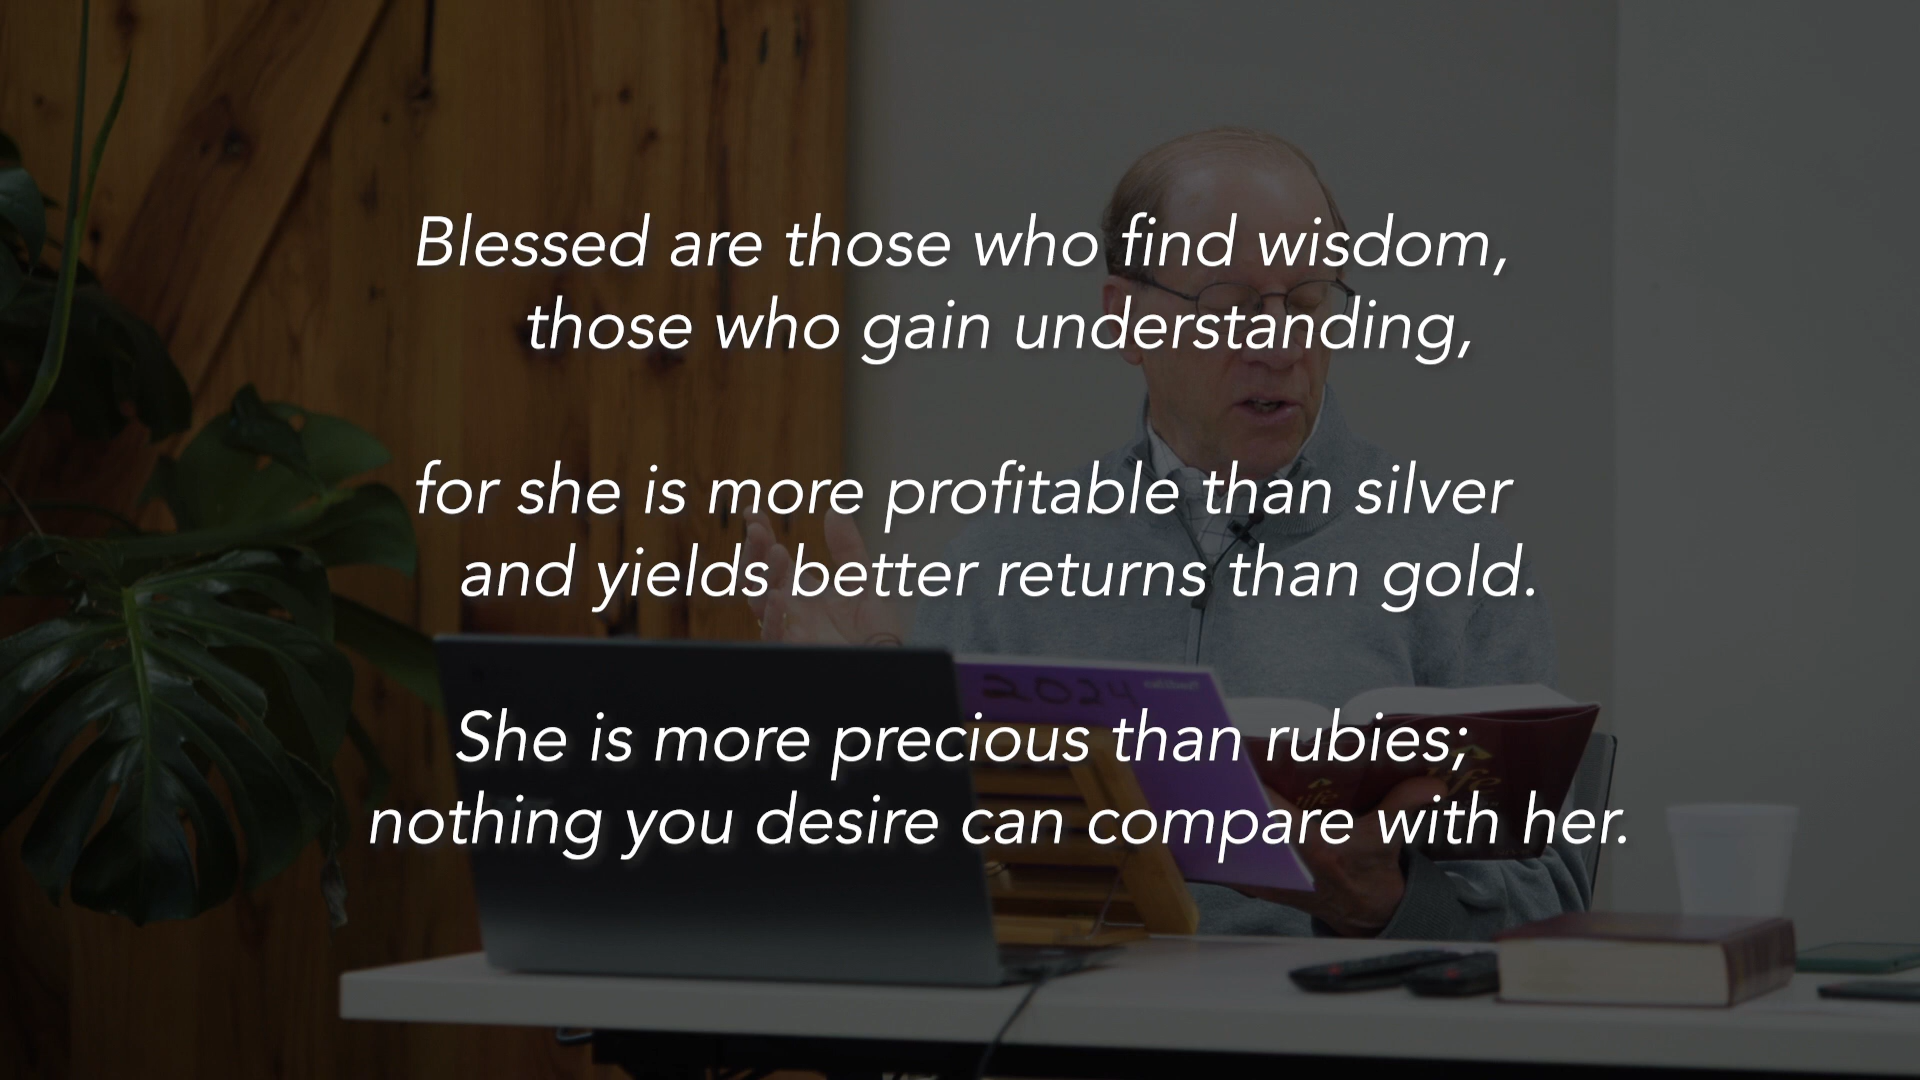 Blessed are those who find wisdom,
those who gain understanding,
for she is more profitable than silver
and yields better returns than gold.
She is more precious than rubies;
nothing you desire can compare with her.
2024